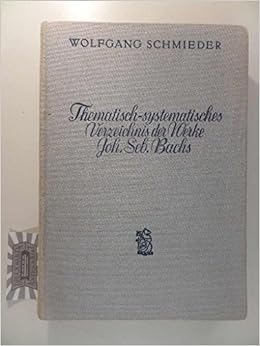 WOLFGANG SCHMIEDER
Thematisch-systematisches
Verzeichnis der Werke
Joh. Seb. Bachs